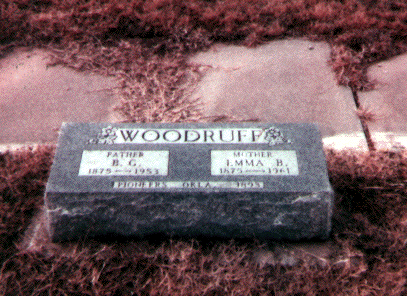 WOODRUFF
FATHER
B. G.
1875 — 1953
MOTHER
EMMA B.
1875 — 1961
PIONEERS OKLA. 1893